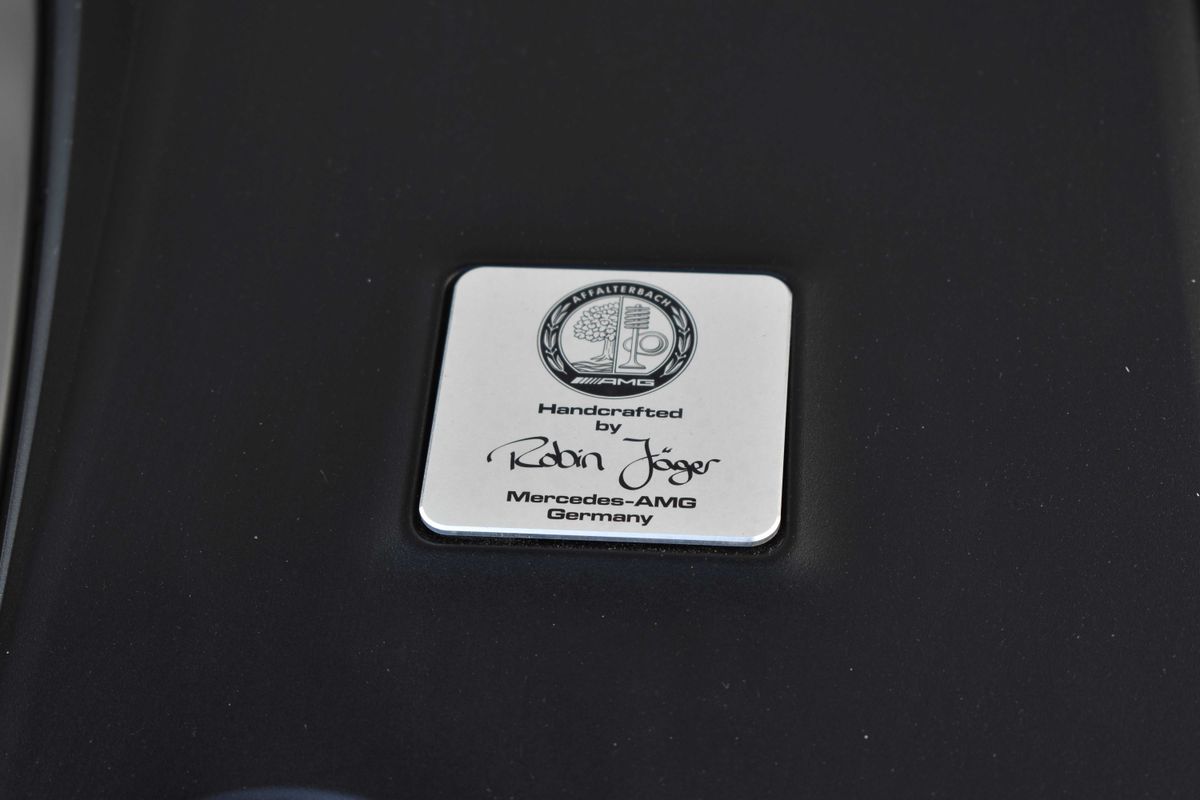 AFFALTERBACH
AMG
Handcrafted
by
Robin Jäger
Mercedes-AMG
Germany